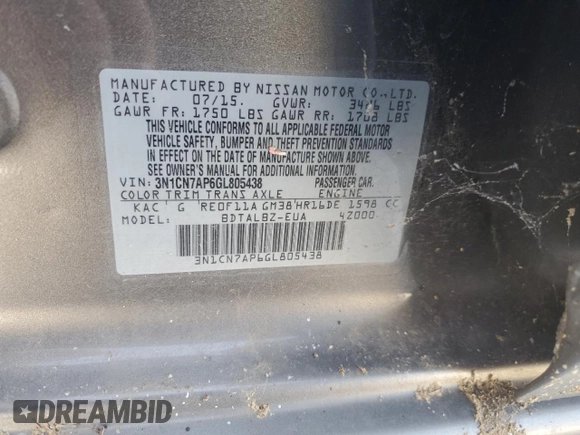 MANUFACTURED BY NISSAN MOTOR CO.,LTD.
DATE: 07/15. GVWR: LBS
GAWR FR: 1750 LBS GAWR RR: LBS
THIS VEHICLE CONFORMS TO ALL APPLICABLE FEDERAL MOTOR
VEHICLE SAFETY, BUMPER AND THEFT PREVENTION STANDARDS
IN EFFECT ON THE DATE OF MANUFACTURE SHOWN ABOVE.
SEE OWNER'S MANUAL FOR ADDITIONAL INFORMATION.
VIN: 3N1CN7AP6GL805438 PASSENGER CAR.
COLOR TRIM TRANS AXLE ENGINE
KAC G RE0F11A GM38 HR16DE 1598 CC
MODEL: BDTALBZ-EUA 42000
3N1CN7AP6GL805438
DREAMBID